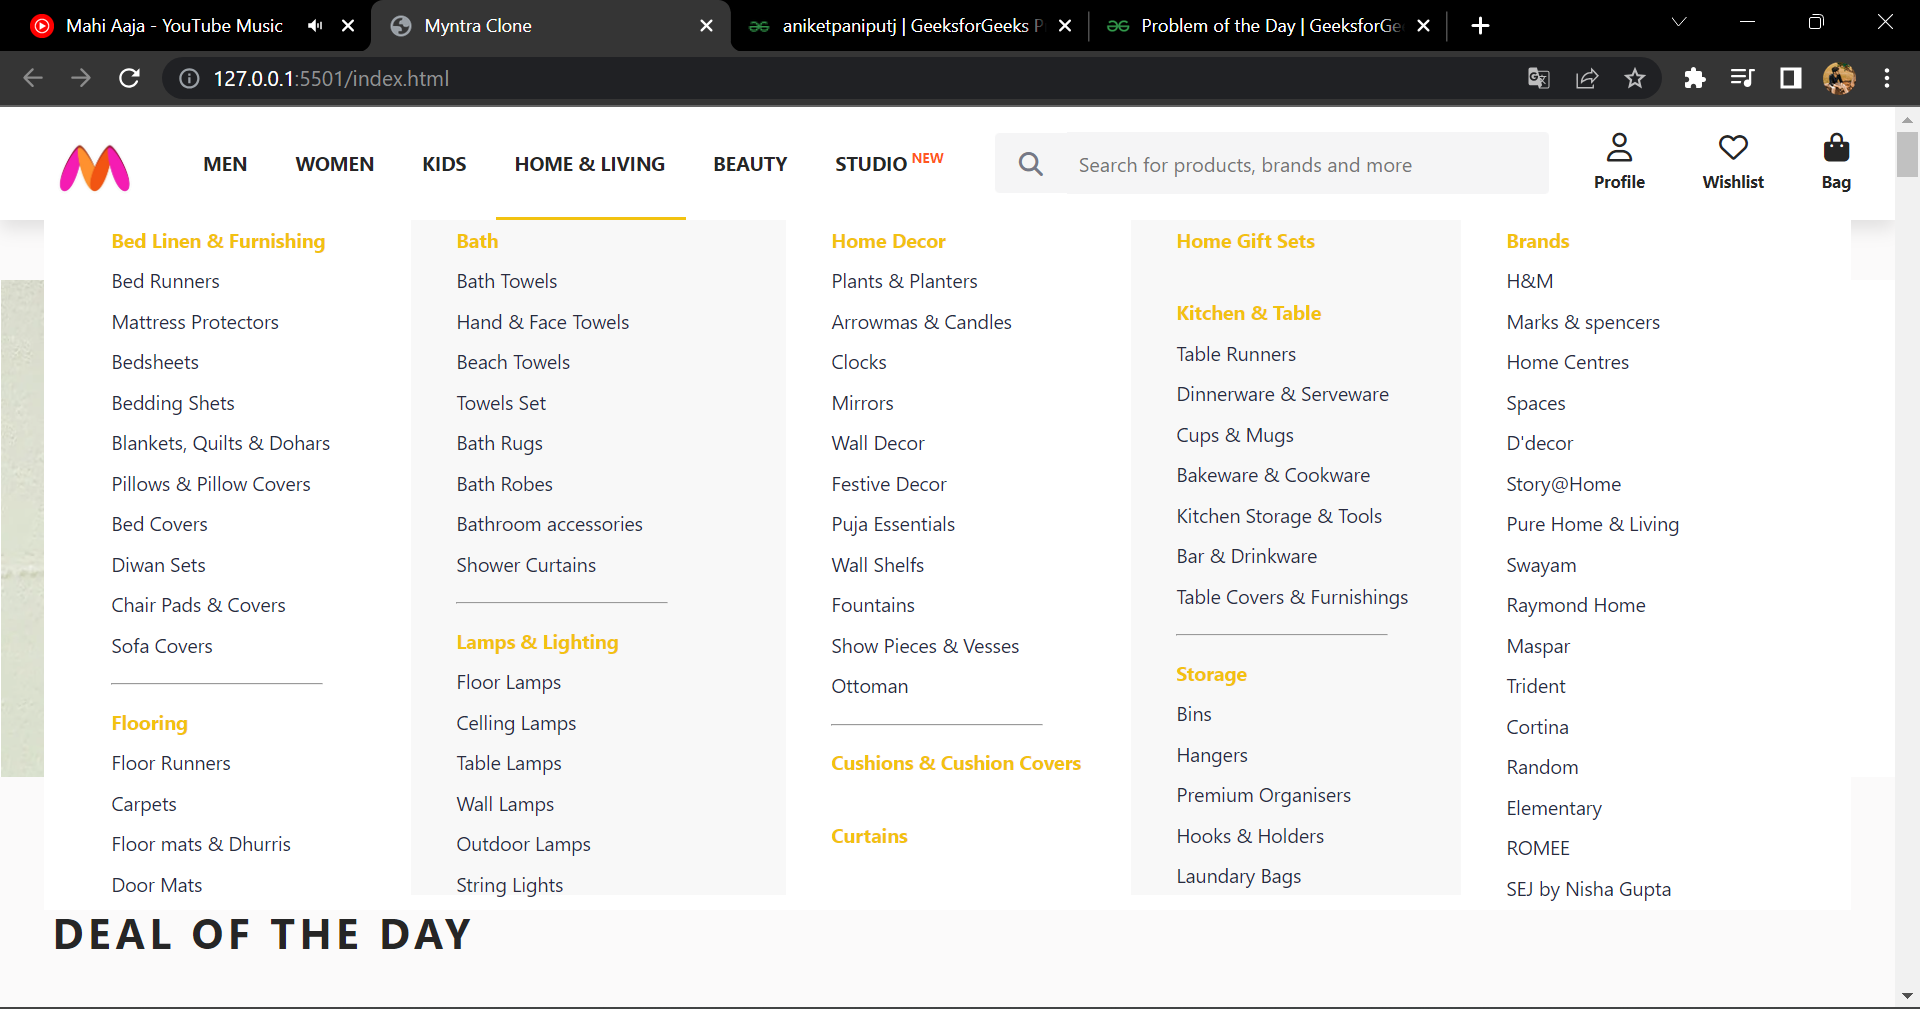 Mahi Aaja - YouTube Music
Myntra Clone
aniketpaniputj | GeeksforGeeks P
Problem of the Day | GeeksforGe
127.0.0.1:5501/index.html
MEN
WOMEN
KIDS
HOME & LIVING
BEAUTY
STUDIO NEW
Search for products, brands and more
Profile
Wishlist
Bag
Bed Linen & Furnishing
Bed Runners
Mattress Protectors
Bedsheets
Bedding Shets
Blankets, Quilts & Dohars
Pillows & Pillow Covers
Bed Covers
Diwan Sets
Chair Pads & Covers
Sofa Covers
Flooring
Floor Runners
Carpets
Floor mats & Dhurris
Door Mats
Bath
Bath Towels
Hand & Face Towels
Beach Towels
Towels Set
Bath Rugs
Bath Robes
Bathroom accessories
Shower Curtains
Lamps & Lighting
Floor Lamps
Celling Lamps
Table Lamps
Wall Lamps
Outdoor Lamps
String Lights
Home Decor
Plants & Planters
Arrowmas & Candles
Clocks
Mirrors
Wall Decor
Festive Decor
Puja Essentials
Wall Shelfs
Fountains
Show Pieces & Vesses
Ottoman
Cushions & Cushion Covers
Curtains
Home Gift Sets
Kitchen & Table
Table Runners
Dinnerware & Serveware
Cups & Mugs
Bakeware & Cookware
Kitchen Storage & Tools
Bar & Drinkware
Table Covers & Furnishings
Storage
Bins
Hangers
Premium Organisers
Hooks & Holders
Laundary Bags
Brands
H&M
Marks & spencers
Home Centres
Spaces
D'decor
Story@Home
Pure Home & Living
Swayam
Raymond Home
Maspar
Trident
Cortina
Random
Elementary
ROMEE
SEJ by Nisha Gupta
DEAL OF THE DAY